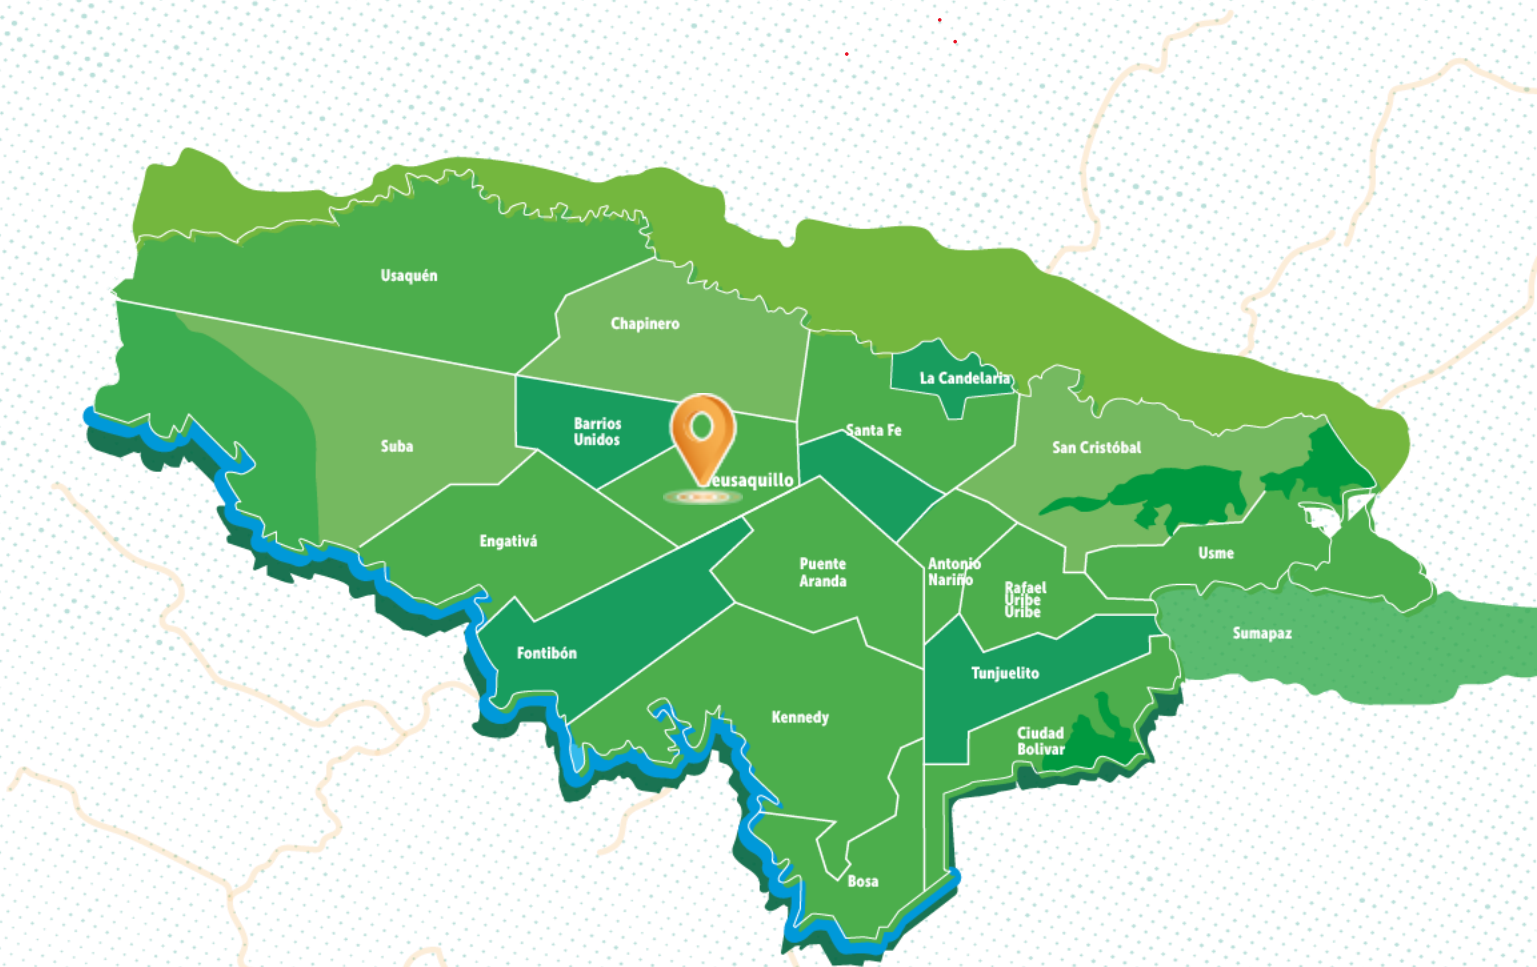 Usaquén
Chapinero
La Candelaria
Barrios
Unidos
Santa Fe
Suba
San Cristóbal
eusaquillo
Engativá
Usme
Puente
Aranda
Antonio
Nariño
Rafael
Uribe
Uribe
Sumapaz
Fontibón
Tunjuelito
Kennedy
Ciudad
Bolivar
Bosa